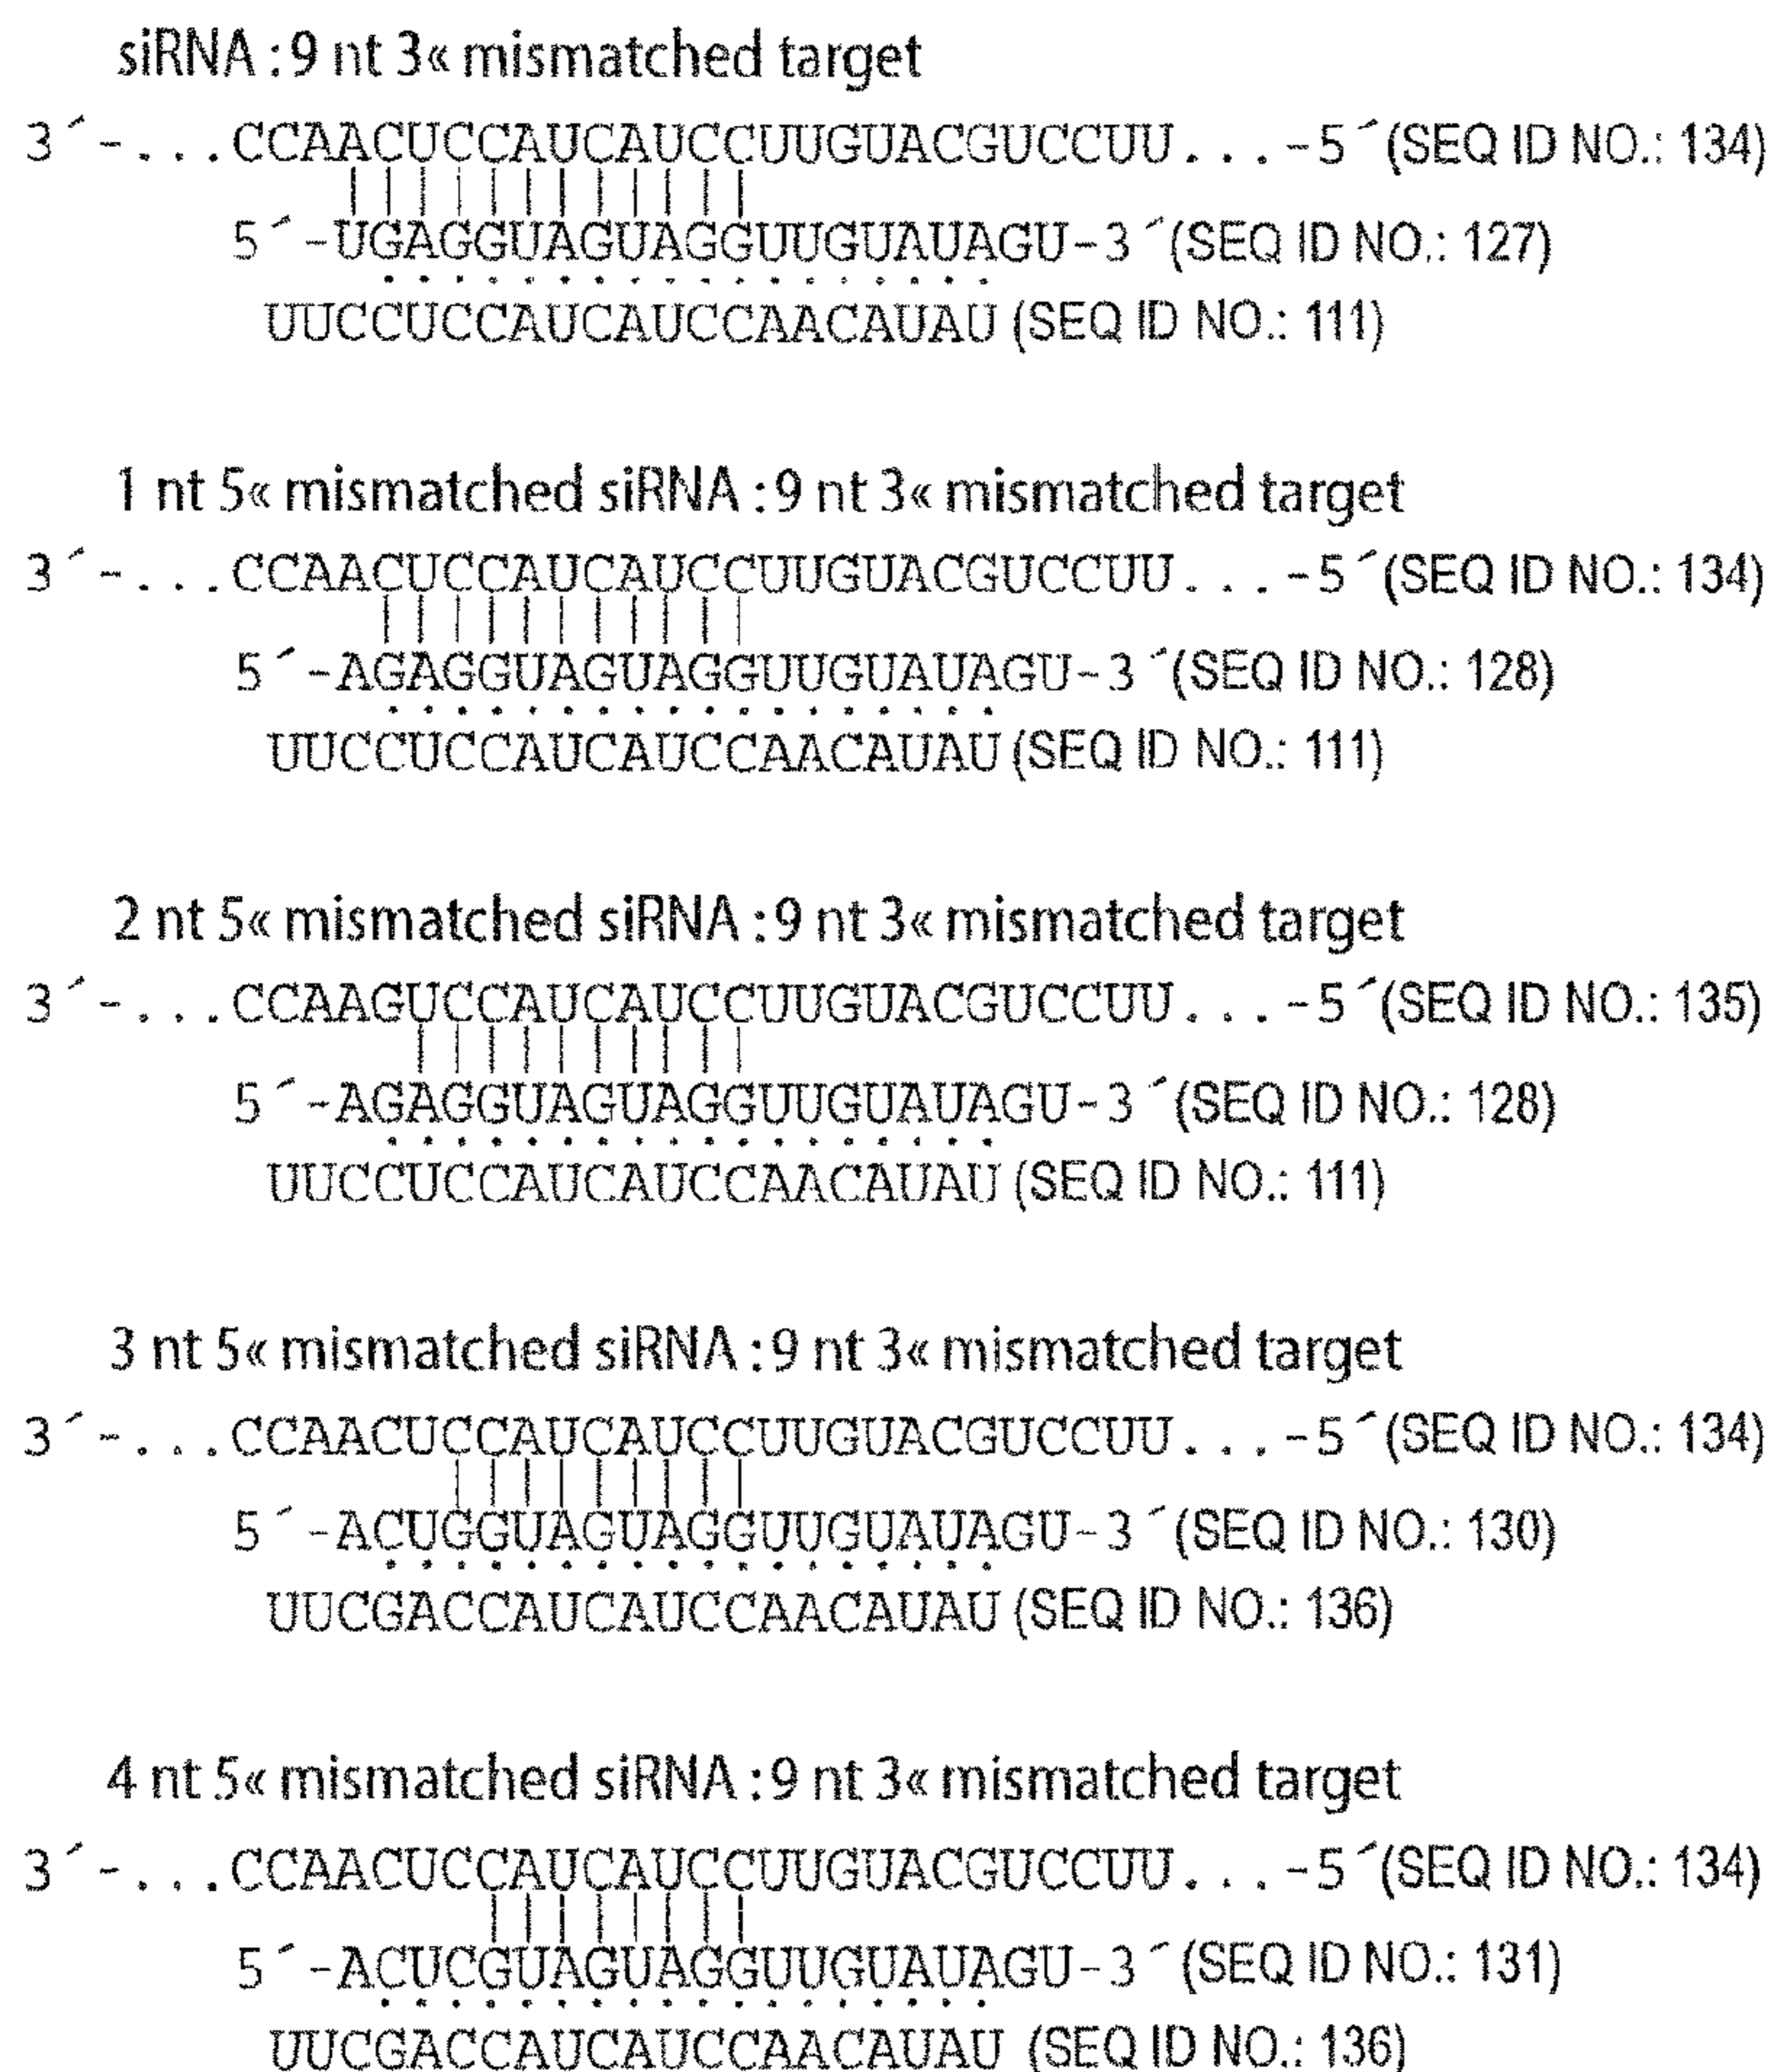 siRNA : 9 nt 3« mismatched target
3´-...CCAACUCCAUCAUCCUUGUACGUCCUU...-5´(SEQ ID NO.: 134)
5´-UGAGGUAGUAGGUUGUAUAGU-3´(SEQ ID NO.: 127)
UUCCUCCAUCAUCCAACAUAU (SEQ ID NO.: 111)
1 nt 5« mismatched siRNA : 9 nt 3« mismatched target
3´-...CCAACUCCAUCAUCCUUGUACGUCCUU...-5´(SEQ ID NO.: 134)
5´-AGAGGUAGUAGGUUGUAUAGU-3´(SEQ ID NO.: 128)
UUCCUCCAUCAUCCAACAUAU (SEQ ID NO.: 111)
2 nt 5« mismatched siRNA : 9 nt 3« mismatched target
3´-...CCAAGUCCAUCAUCCUUGUACGUCCUU...-5´(SEQ ID NO.: 135)
5´-AGAGGUAGUAGGUUGUAUAGU-3´(SEQ ID NO.: 128)
UUCCUCCAUCAUCCAACAUAU (SEQ ID NO.: 111)
3 nt 5« mismatched siRNA : 9 nt 3« mismatched target
3´-...CCAACUCCAUCAUCCUUGUACGUCCUU...-5´(SEQ ID NO.: 134)
5´-ACUGGUAGUAGGUUGUAUAGU-3´(SEQ ID NO.: 130)
UUCGACCAUCAUCCAACAUAU (SEQ ID NO.: 136)
4 nt 5« mismatched siRNA : 9 nt 3« mismatched target
3´-...CCAACUCCAUCAUCCUUGUACGUCCUU...-5´(SEQ ID NO.: 134)
5´-ACUCGUAGUAGGUUGUAUAGU-3´(SEQ ID NO.: 131)
UUCGACCAUCAUCCAACAUAU (SEQ ID NO.: 136)